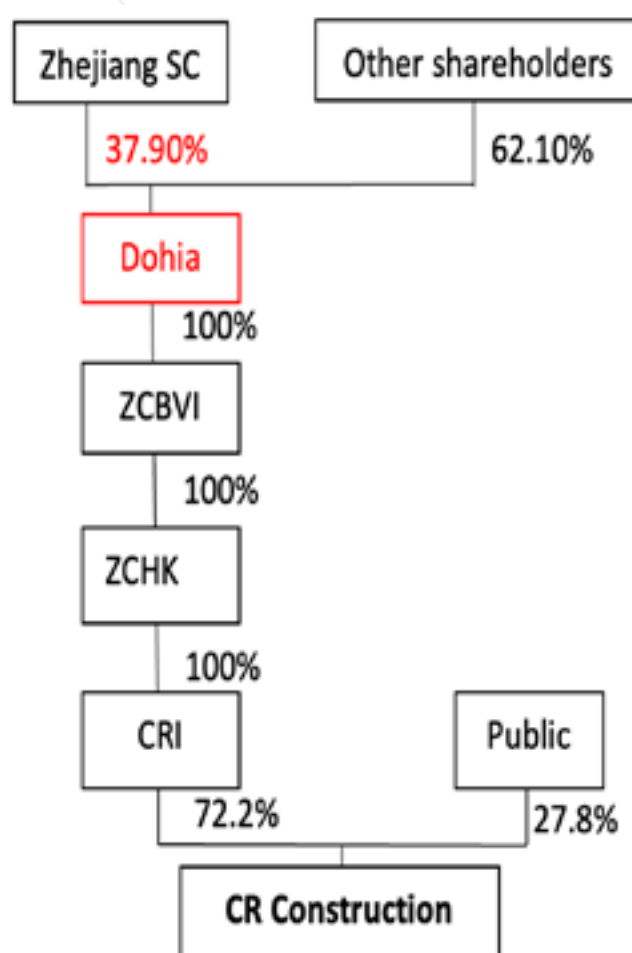 Zhejiang SC
Other shareholders
37.90%
62.10%
Dohia
100%
ZCBVI
100%
ZCHK
100%
CRI
Public
72.2%
27.8%
CR Construction